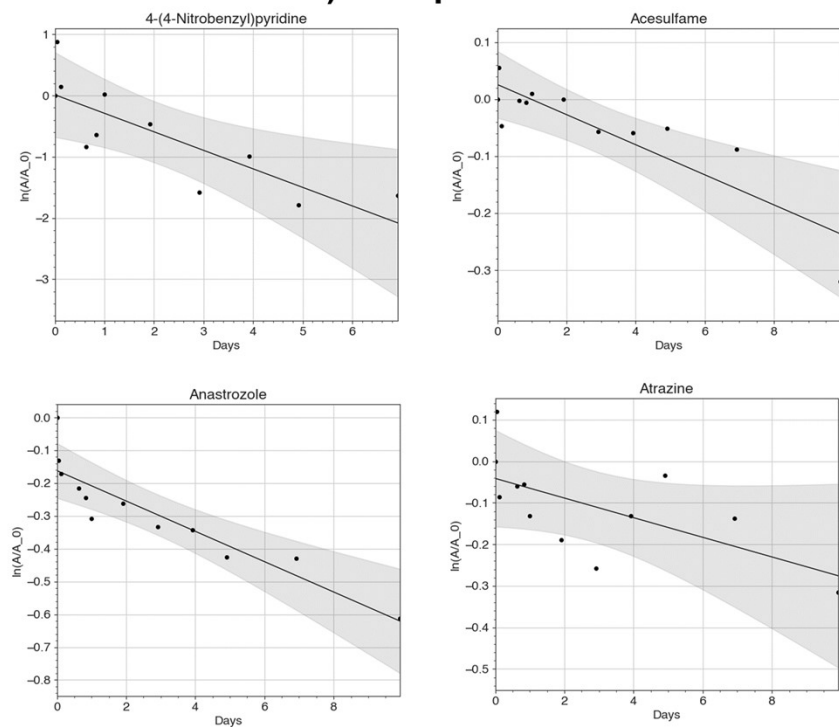 4-(4-Nitrobenzyl)pyridine
1
0
−1
−2
−3
ln(A/A_0)
0 1 2 3 4 5 6
Days
Acesulfame
0.1
0.0
−0.1
−0.2
−0.3
ln(A/A_0)
0 2 4 6 8
Days
Anastrozole
0.0
−0.1
−0.2
−0.3
−0.4
−0.5
−0.6
−0.7
−0.8
ln(A/A_0)
0 2 4 6 8
Days
Atrazine
0.1
0.0
−0.1
−0.2
−0.3
−0.4
−0.5
ln(A/A_0)
0 2 4 6 8
Days